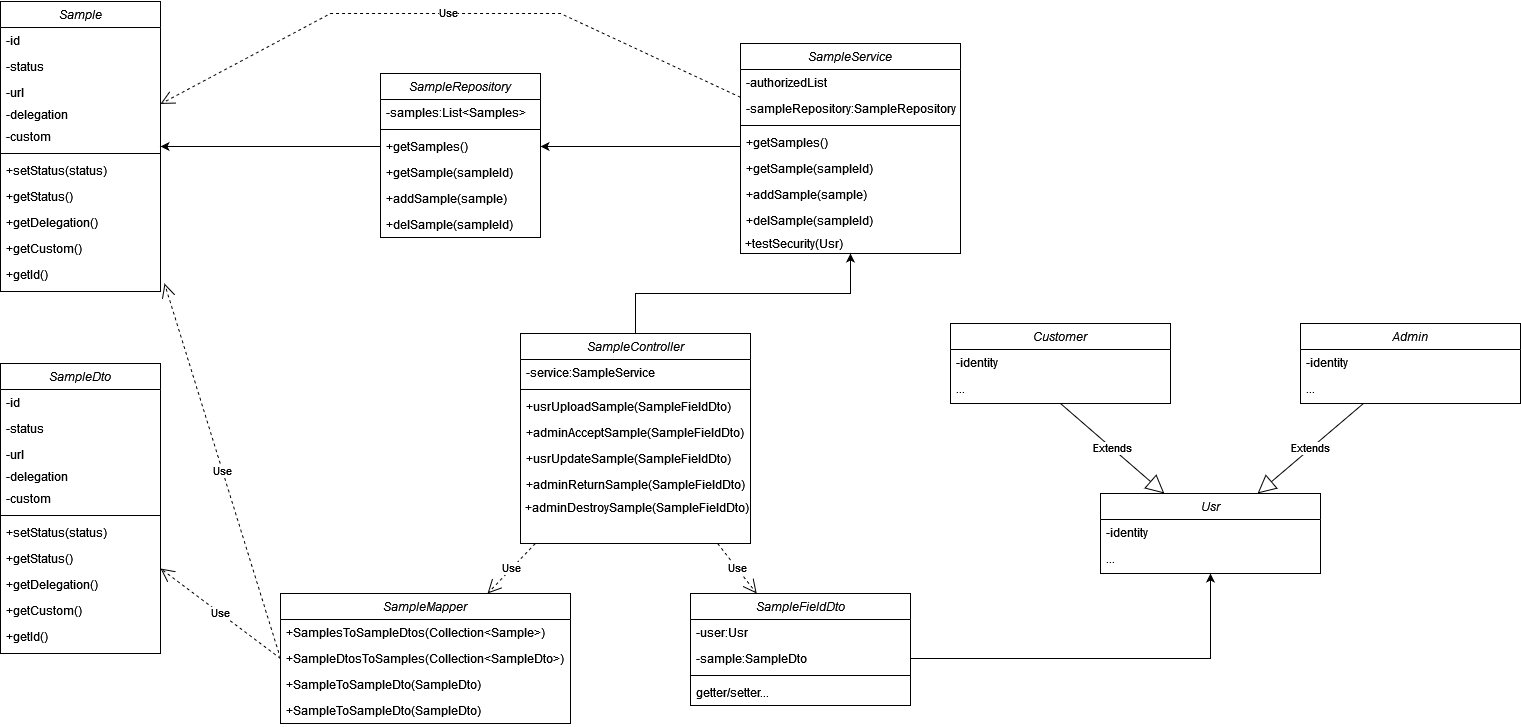 Sample
-id
-status
-url
-delegation
-custom
+setStatus(status)
+getStatus()
+getDelegation()
+getCustom()
+getId()
Use
SampleRepository
-samples:List<Samples>
+getSamples()
+getSample(sampleId)
+addSample(sample)
+delSample(sampleId)
SampleService
-authorizedList
-sampleRepository:SampleRepository
+getSamples()
+getSample(sampleId)
+addSample(sample)
+delSample(sampleId)
+testSecurity(Usr)
SampleController
-service:SampleService
+usrUploadSample(SampleFieldDto)
+adminAcceptSample(SampleFieldDto)
+usrUpdateSample(SampleFieldDto)
+adminReturnSample(SampleFieldDto)
+adminDestroySample(SampleFieldDto)
Customer
-identity
...
Admin
-identity
...
Extends
Extends
Usr
-identity
...
SampleDto
-id
-status
-url
-delegation
-custom
+setStatus(status)
+getStatus()
+getDelegation()
+getCustom()
+getId()
Use
Use
Use
Use
SampleMapper
+SamplesToSampleDtos(Collection<Sample>)
+SampleDtosToSamples(Collection<SampleDto>)
+SampleToSampleDto(SampleDto)
+SampleToSampleDto(SampleDto)
SampleFieldDto
-user:Usr
-sample:SampleDto
getter/setter...